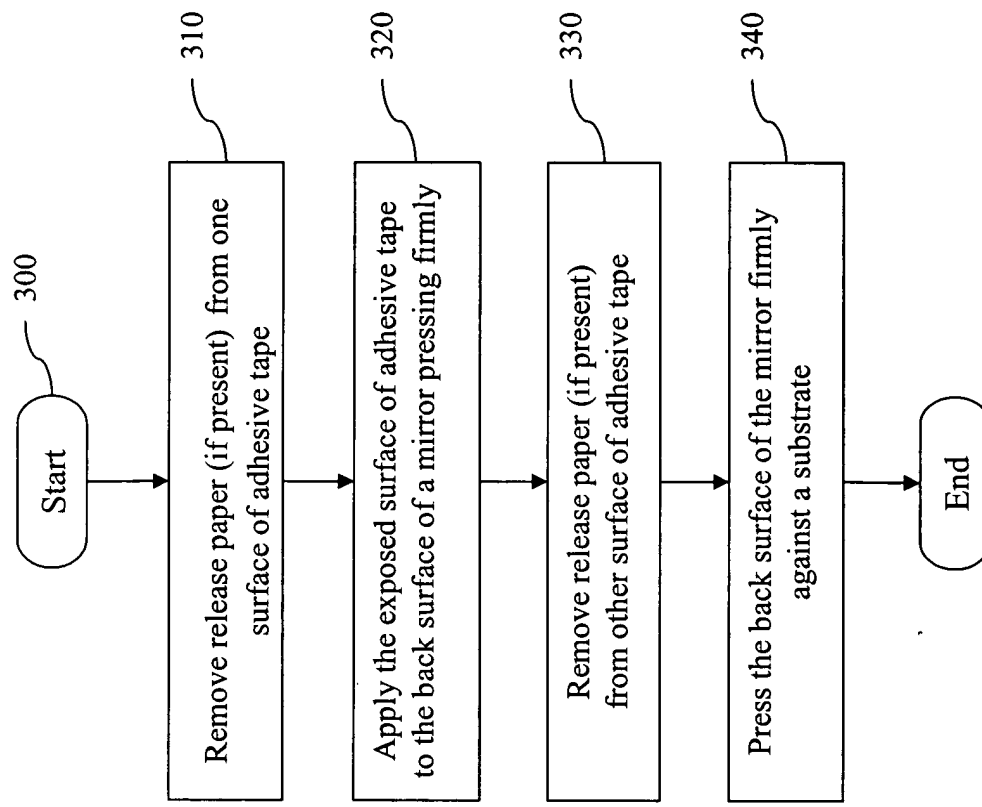 300
Start
310
Remove release paper (if present) from one
surface of adhesive tape
320
Apply the exposed surface of adhesive tape
to the back surface of a mirror pressing firmly
330
Remove release paper (if present)
from other surface of adhesive tape
340
Press the back surface of the mirror firmly
against a substrate
End